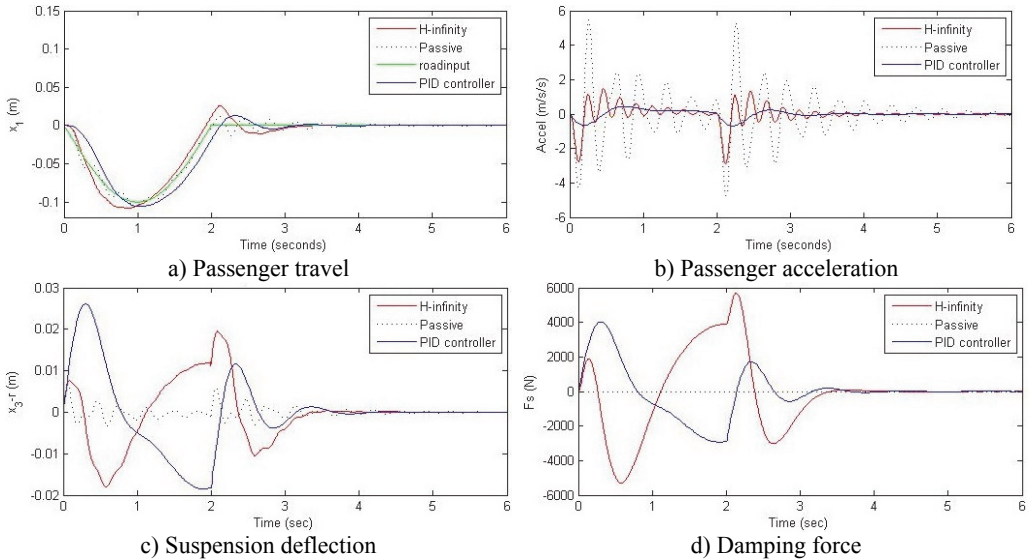 0.15
0.1
0.05
0
-0.05
-0.1
x1 (m)
H-infinity
Passive
roadinput
PID controller
0 1 2 3 4 5 6
Time (seconds)
a) Passenger travel
6
4
2
0
-2
-4
-6
Accel (m/s/s)
H-infinity
Passive
PID controller
0 1 2 3 4 5 6
Time (seconds)
b) Passenger acceleration
0.03
0.02
0.01
0
-0.01
-0.02
x3-r (m)
H-infinity
Passive
PID controller
0 1 2 3 4 5 6
Time (sec)
c) Suspension deflection
6000
4000
2000
0
-2000
-4000
-6000
Fs (N)
H-infinity
Passive
PID controller
0 1 2 3 4 5 6
Time (sec)
d) Damping force